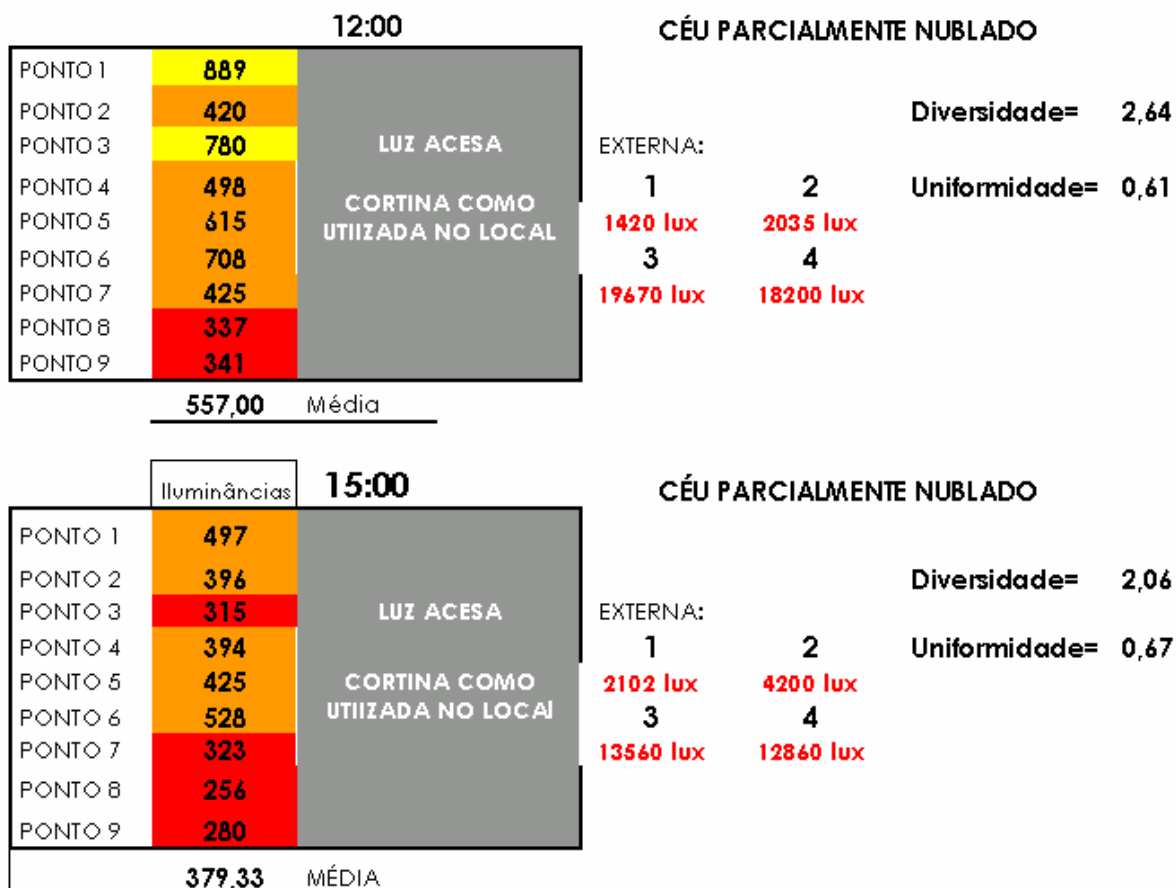 12:00 CÉU PARCIALMENTE NUBLADO
PONTO 1 889
PONTO 2 420 Diversidade= 2,64
PONTO 3 780 LUZ ACESA EXTERNA:
PONTO 4 498 1 2 Uniformidade= 0,61
CORTINA COMO
PONTO 5 615 1420 lux 2035 lux
UTIIZADA NO LOCAL
PONTO 6 708 3 4
PONTO 7 425 19670 lux 18200 lux
PONTO 8 337
PONTO 9 341
557,00 Média
Iluminâncias 15:00 CÉU PARCIALMENTE NUBLADO
PONTO 1 497
PONTO 2 396 Diversidade= 2,06
PONTO 3 315 LUZ ACESA EXTERNA:
PONTO 4 394 1 2 Uniformidade= 0,67
PONTO 5 425 CORTINA COMO 2102 lux 4200 lux
PONTO 6 528 UTIIZADA NO LOCAl 3 4
PONTO 7 323 13560 lux 12860 lux
PONTO 8 256
PONTO 9 280
379,33 MÉDIA